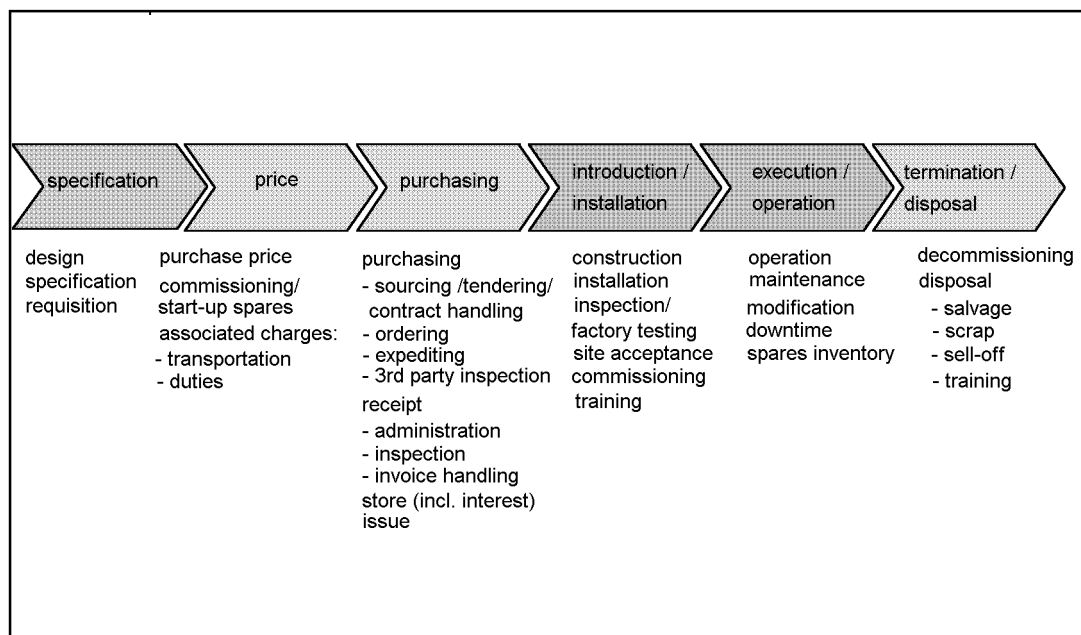 specification
price
purchasing
introduction /
installation
execution /
operation
termination /
disposal
design
specification
requisition
purchase price
commissioning/
start-up spares
associated charges:
- transportation
- duties
purchasing
- sourcing /tendering/
contract handling
- ordering
- expediting
- 3rd party inspection
receipt
- administration
- inspection
- invoice handling
store (incl. interest)
issue
construction
installation
inspection/
factory testing
site acceptance
commissioning
training
operation
maintenance
modification
downtime
spares inventory
decommissioning
disposal
- salvage
- scrap
- sell-off
- training